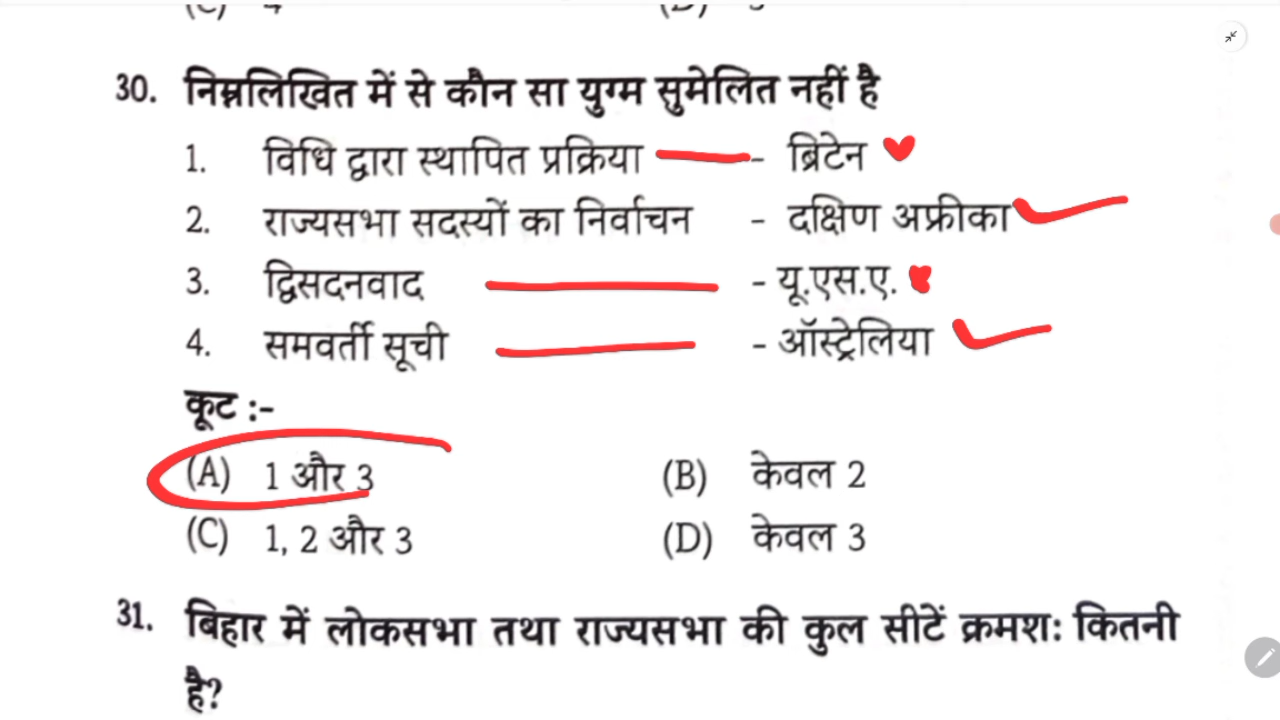 30. निम्नलिखित में से कौन सा युग्म सुमेलित नहीं है
1. विधि द्वारा स्थापित प्रक्रिया - ब्रिटेन
2. राज्यसभा सदस्यों का निर्वाचन - दक्षिण अफ्रीका
3. द्विसदनवाद - यू.एस.ए.
4. समवर्ती सूची - ऑस्ट्रेलिया
कूट :-
(A) 1 और 3 (B) केवल 2
(C) 1, 2 और 3 (D) केवल 3
31. बिहार में लोकसभा तथा राज्यसभा की कुल सीटें क्रमशः कितनी
है?